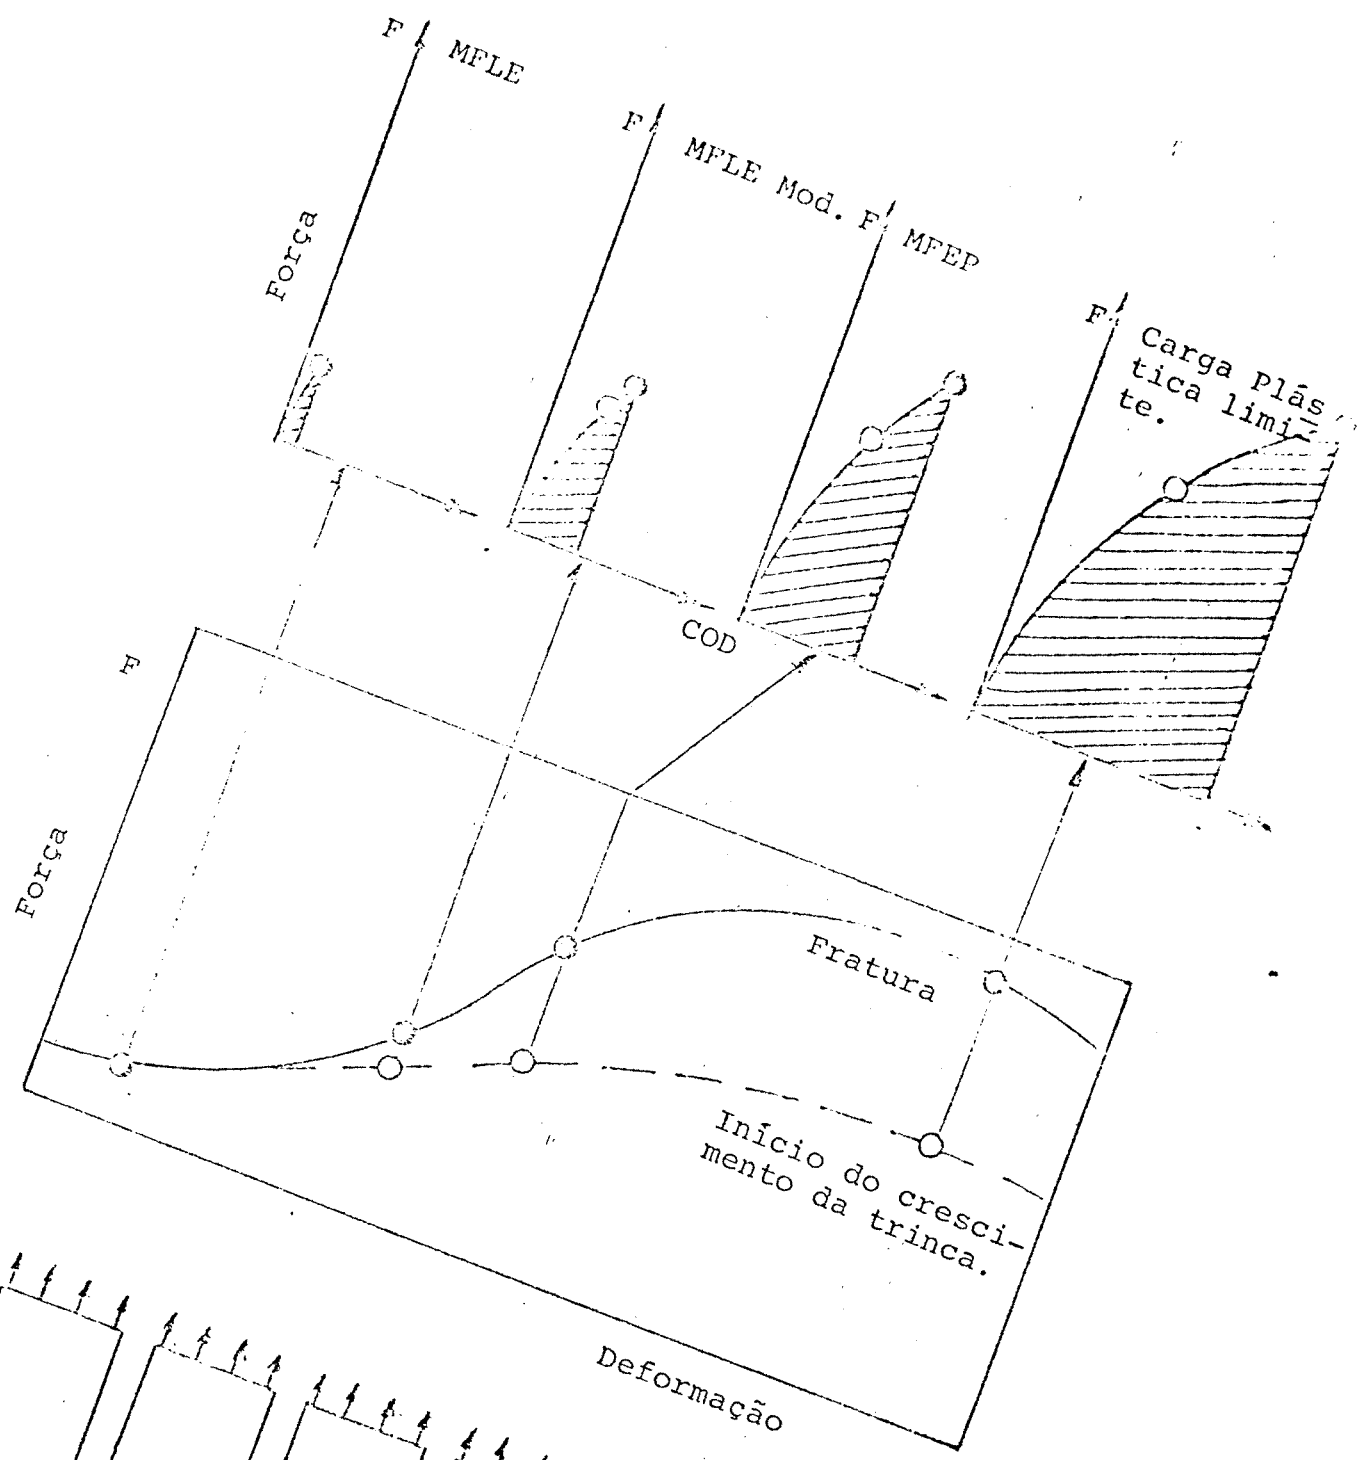 F MFLE
F MFLE Mod.
F MFEP
F Carga Plás
tica limi-
te.
Força
COD
F
Força
Fratura
Início do cresci-
mento da trinca.
Deformação